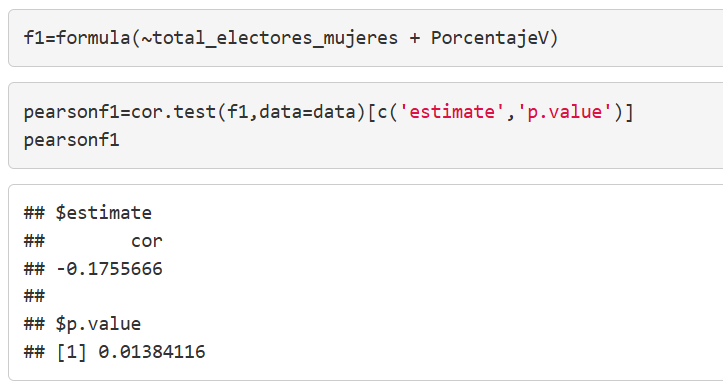 f1=formula(~total_electores_mujeres + PorcentajeV)
pearsonf1=cor.test(f1,data=data)[c('estimate','p.value')]
pearsonf1
## $estimate
##        cor
## -0.1755666
##
## $p.value
## [1] 0.01384116